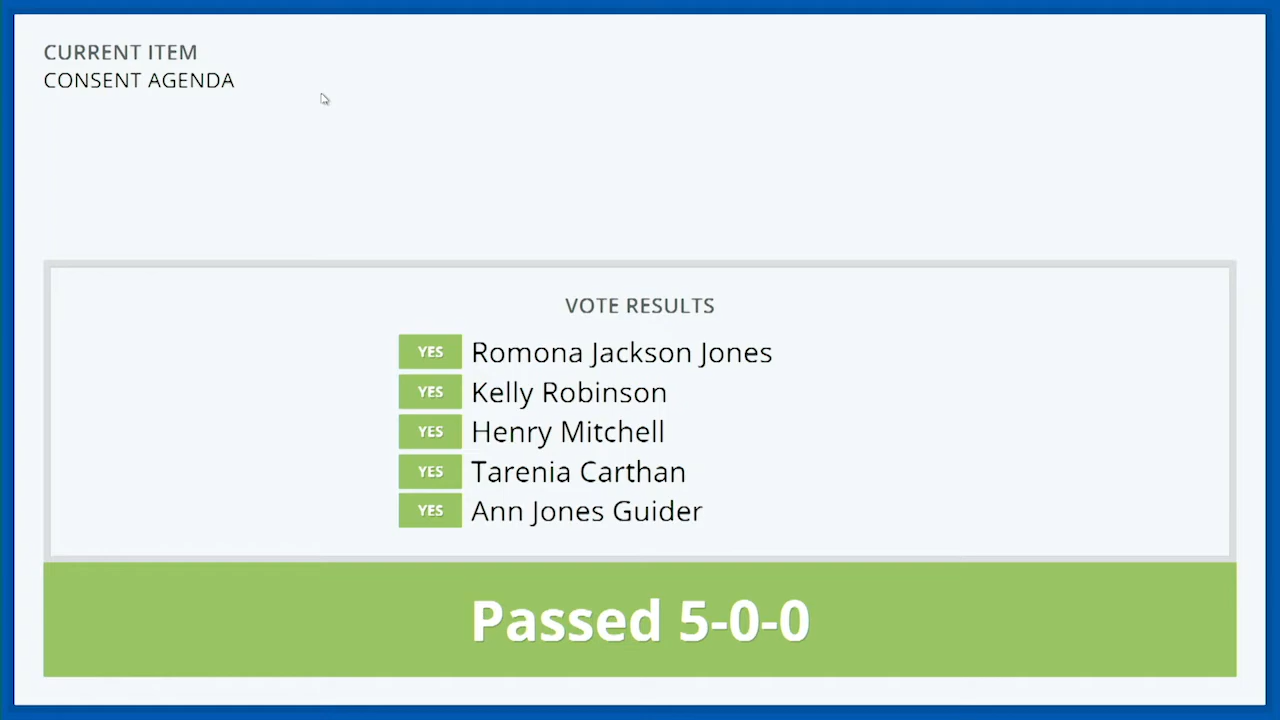 CURRENT ITEM
CONSENT AGENDA
VOTE RESULTS
YES Romona Jackson Jones
YES Kelly Robinson
YES Henry Mitchell
YES Tarenia Carthan
YES Ann Jones Guider
Passed 5-0-0